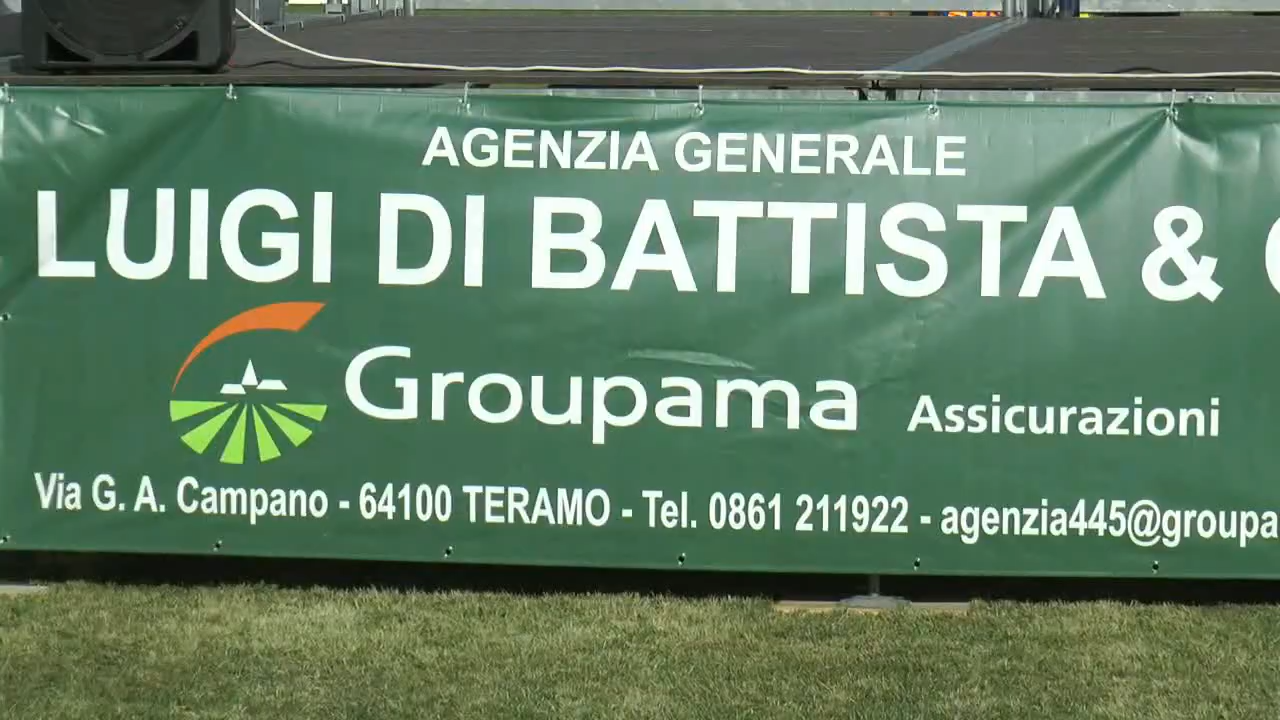 AGENZIA GENERALE
LUIGI DI BATTISTA &
Groupama Assicurazioni
Via G. A. Campano - 64100 TERAMO - Tel. 0861 211922 - agenzia445@groupa